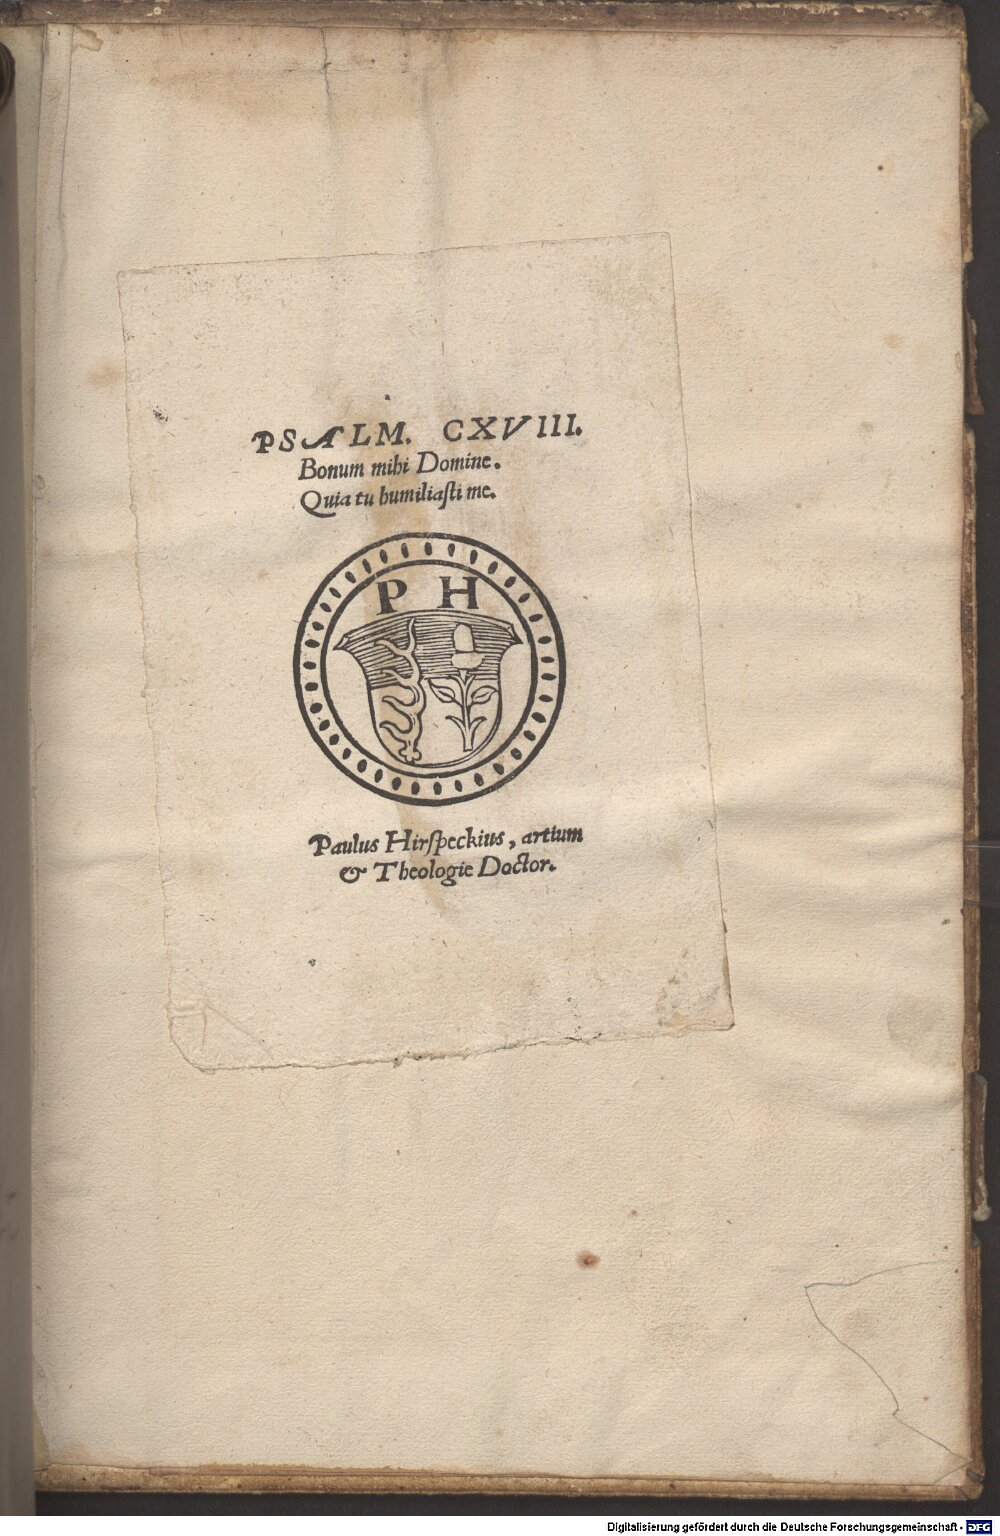 PSALM. CXVIII.
Bonum mihi Domine.
Quia tu humiliaſti me.
P H
Paulus Hirſpeckius, artium
& Theologie Doctor.
Digitalisierung gefördert durch die Deutsche Forschungsgemeinschaft - DFG